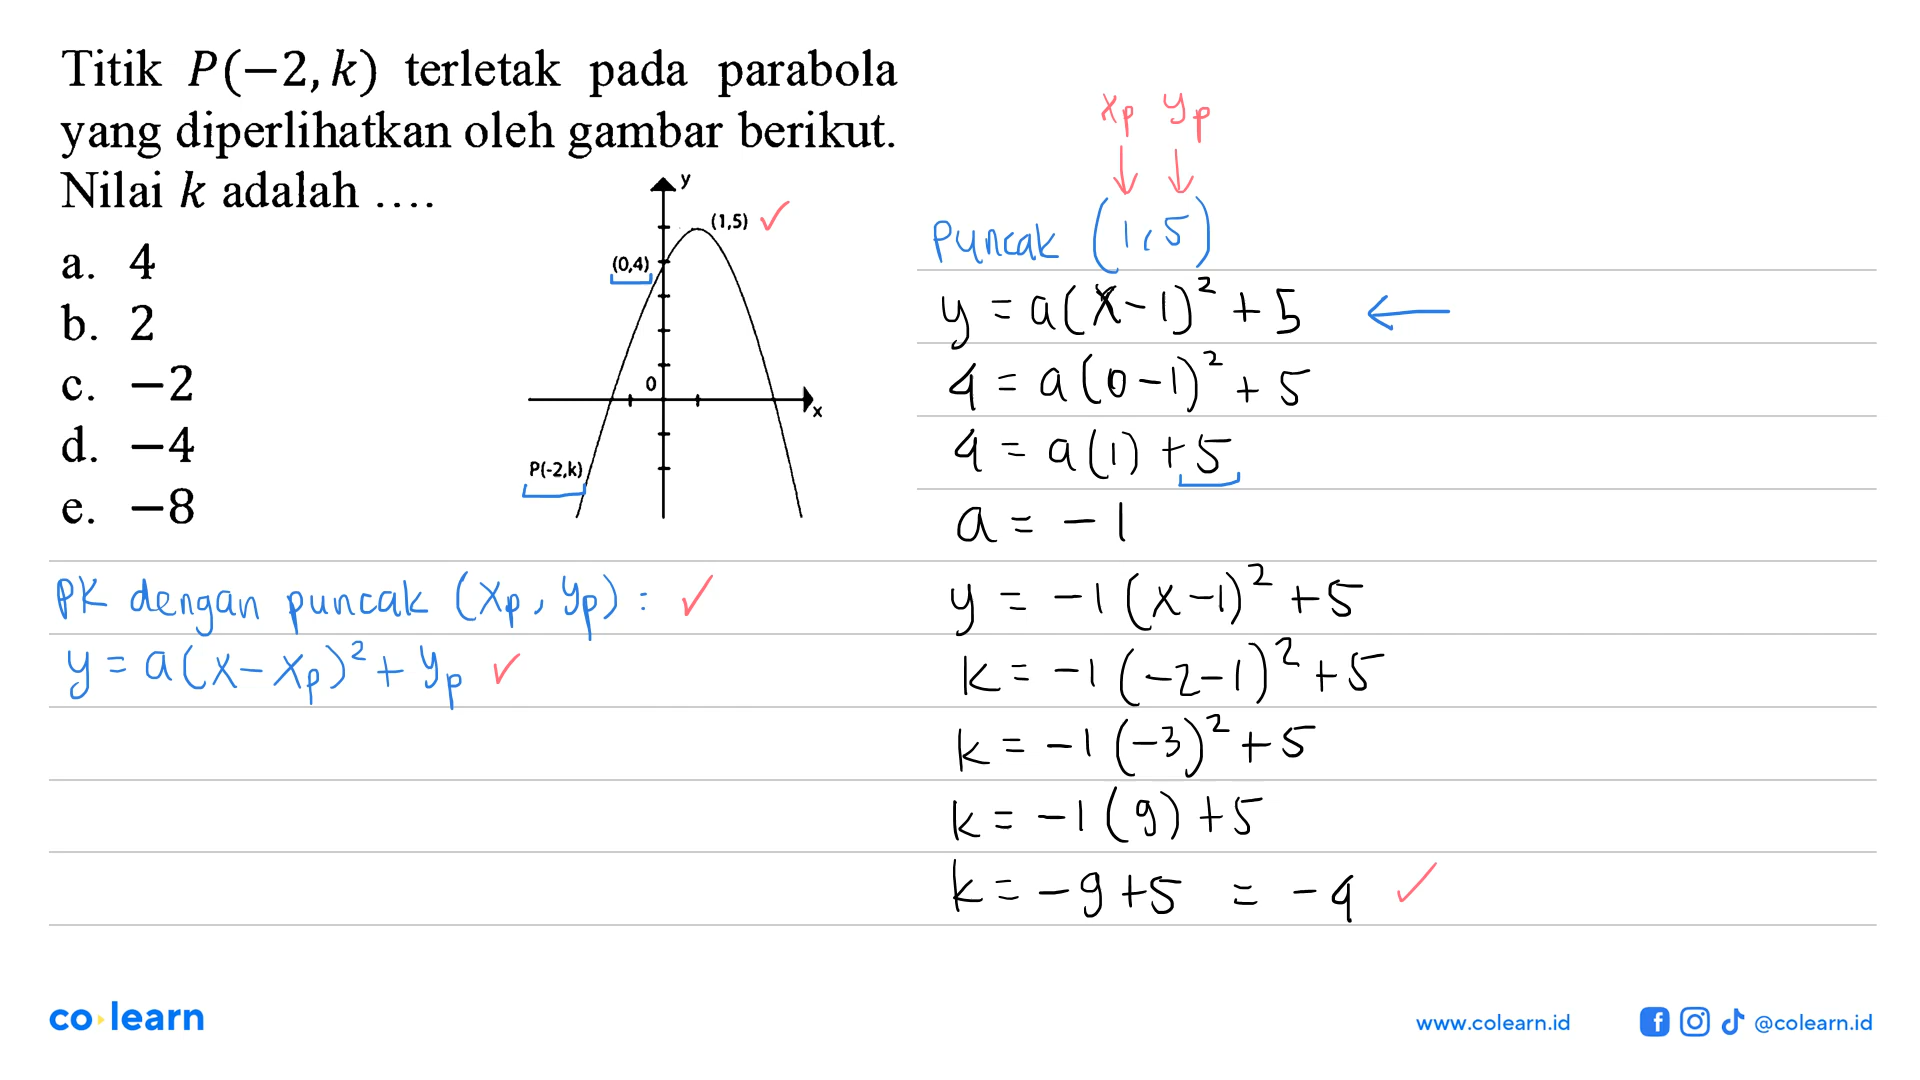 Titik P(−2, k) terletak pada parabola
yang diperlihatkan oleh gambar berikut.
Nilai k adalah ....
a. 4
b. 2
c. −2
d. −4
e. −8
y
(1,5) ✓
(0,4)
0
x
P(-2,k)
PK dengan puncak (xp, yp) : ✓
y = a(x − xp)² + yp ✓
xp yp
↓ ↓
Puncak (1,5)
y = a(x−1)² + 5 ←
4 = a(0−1)² + 5
4 = a(1) + 5
a = −1
y = −1(x−1)² + 5
k = −1(−2−1)² + 5
k = −1(−3)² + 5
k = −1(9) + 5
k = −9 + 5 = −4 ✓
co learn
www.colearn.id
@colearn.id